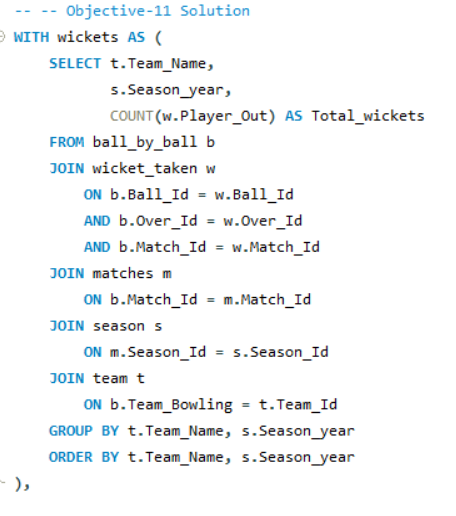 -- -- Objective-11 Solution
WITH wickets AS (
SELECT t.Team_Name,
s.Season_year,
COUNT(w.Player_Out) AS Total_wickets
FROM ball_by_ball b
JOIN wicket_taken w
ON b.Ball_Id = w.Ball_Id
AND b.Over_Id = w.Over_Id
AND b.Match_Id = w.Match_Id
JOIN matches m
ON b.Match_Id = m.Match_Id
JOIN season s
ON m.Season_Id = s.Season_Id
JOIN team t
ON b.Team_Bowling = t.Team_Id
GROUP BY t.Team_Name, s.Season_year
ORDER BY t.Team_Name, s.Season_year
),